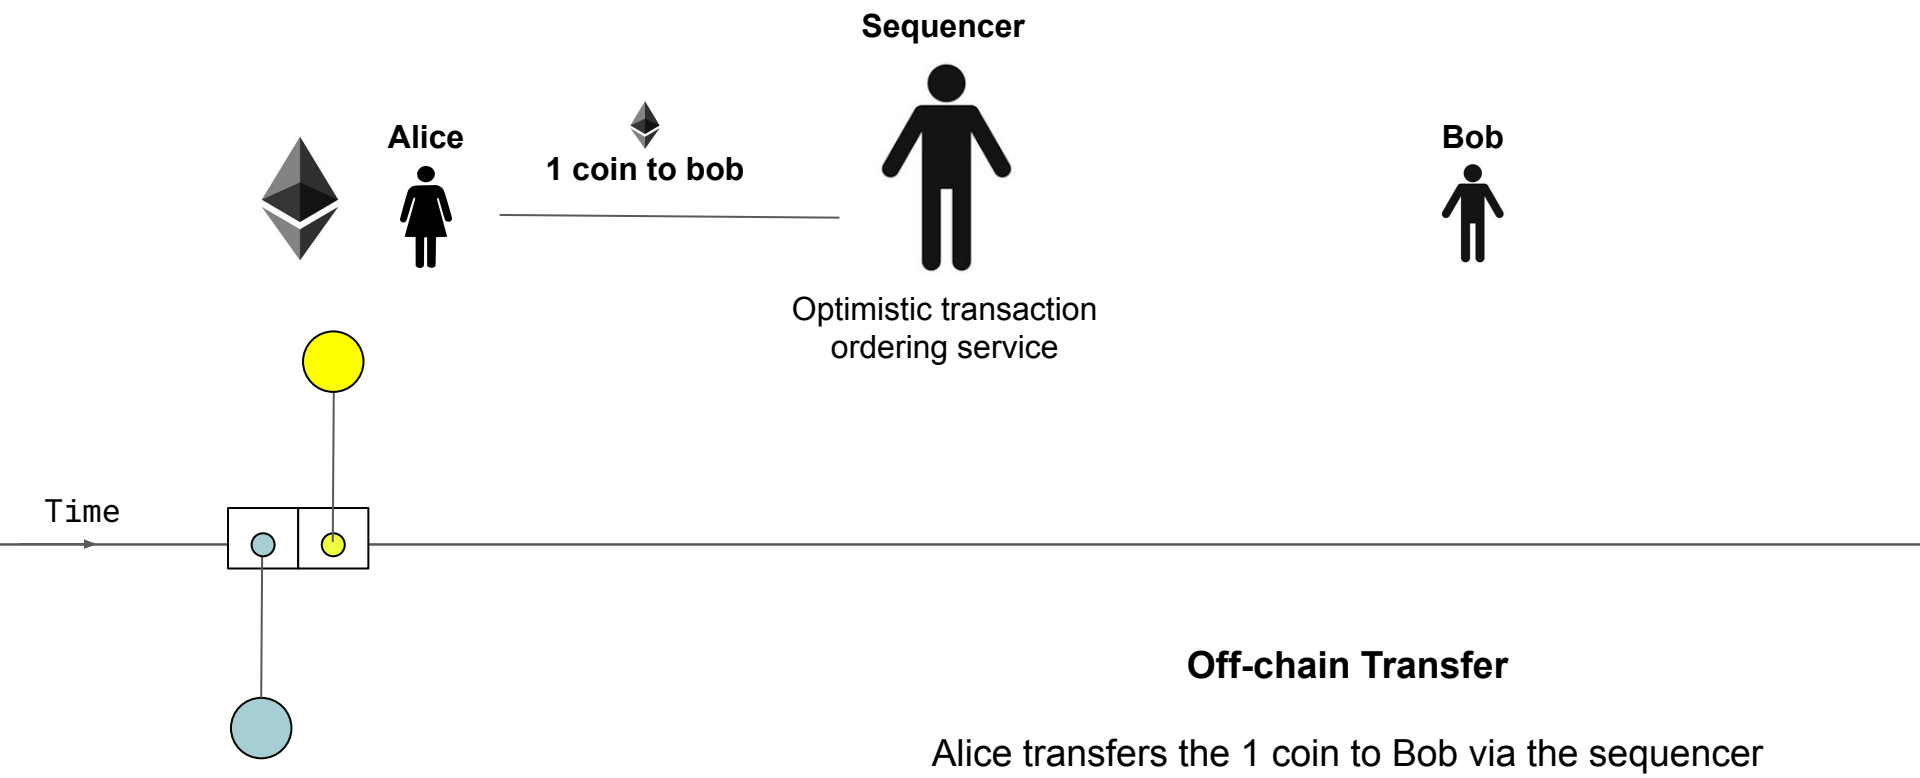 Sequencer
Alice
1 coin to bob
Bob
Optimistic transaction
ordering service
Time
Off-chain Transfer
Alice transfers the 1 coin to Bob via the sequencer